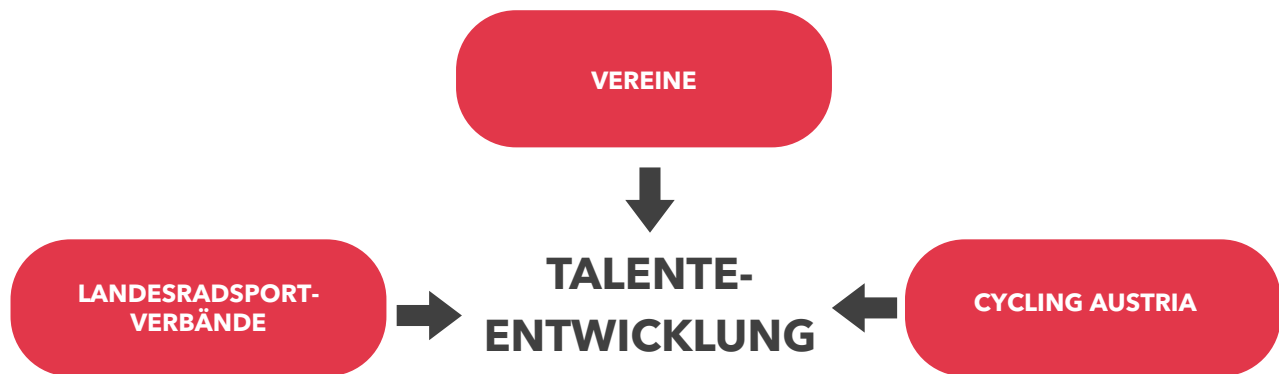 VEREINE
LANDESRADSPORT-
VERBÄNDE
TALENTE-
ENTWICKLUNG
CYCLING AUSTRIA